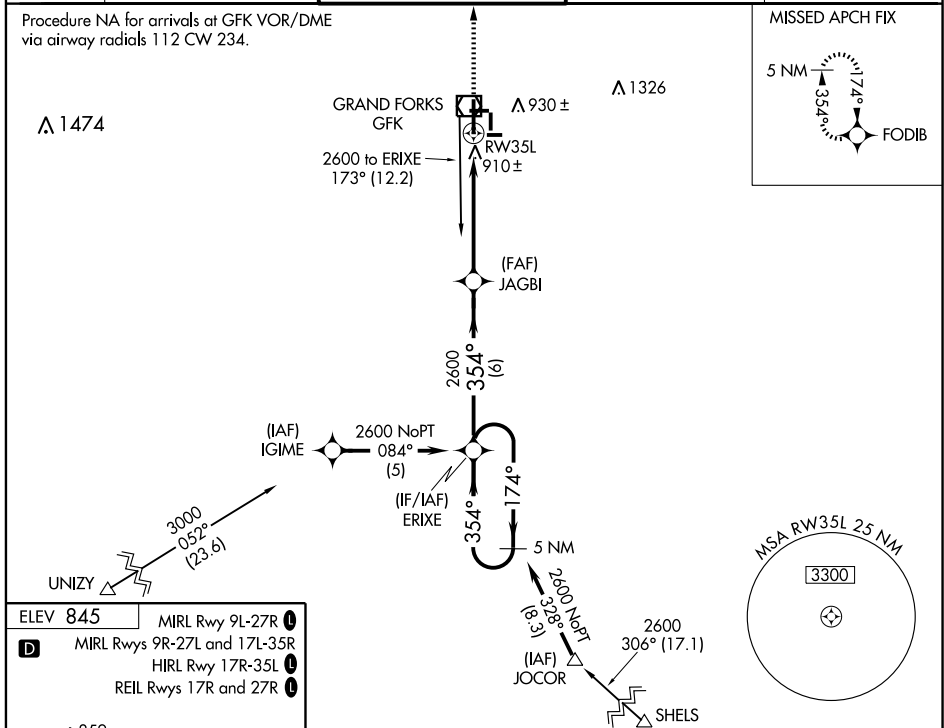 Procedure NA for arrivals at GFK VOR/DME
via airway radials 112 CW 234.
MISSED APCH FIX
5 NM
354°
174°
FODIB
1474
1326
930 ±
GRAND FORKS
GFK
RW35L
910 ±
2600 to ERIXE
173° (12.2)
(FAF)
JAGBI
2600
354°
(6)
(IAF)
IGIME
2600 NoPT
084°
(5)
(IF/IAF)
ERIXE
354°
174°
5 NM
3000
052°
(23.6)
UNIZY
2600 NoPT
328°
(8.3)
(IAF)
JOCOR
2600
306° (17.1)
SHELS
MSA RW35L 25 NM
3300
ELEV 845
D
MIRL Rwy 9L-27R L
MIRL Rwys 9R-27L and 17L-35R
HIRL Rwy 17R-35L L
REIL Rwys 17R and 27R L